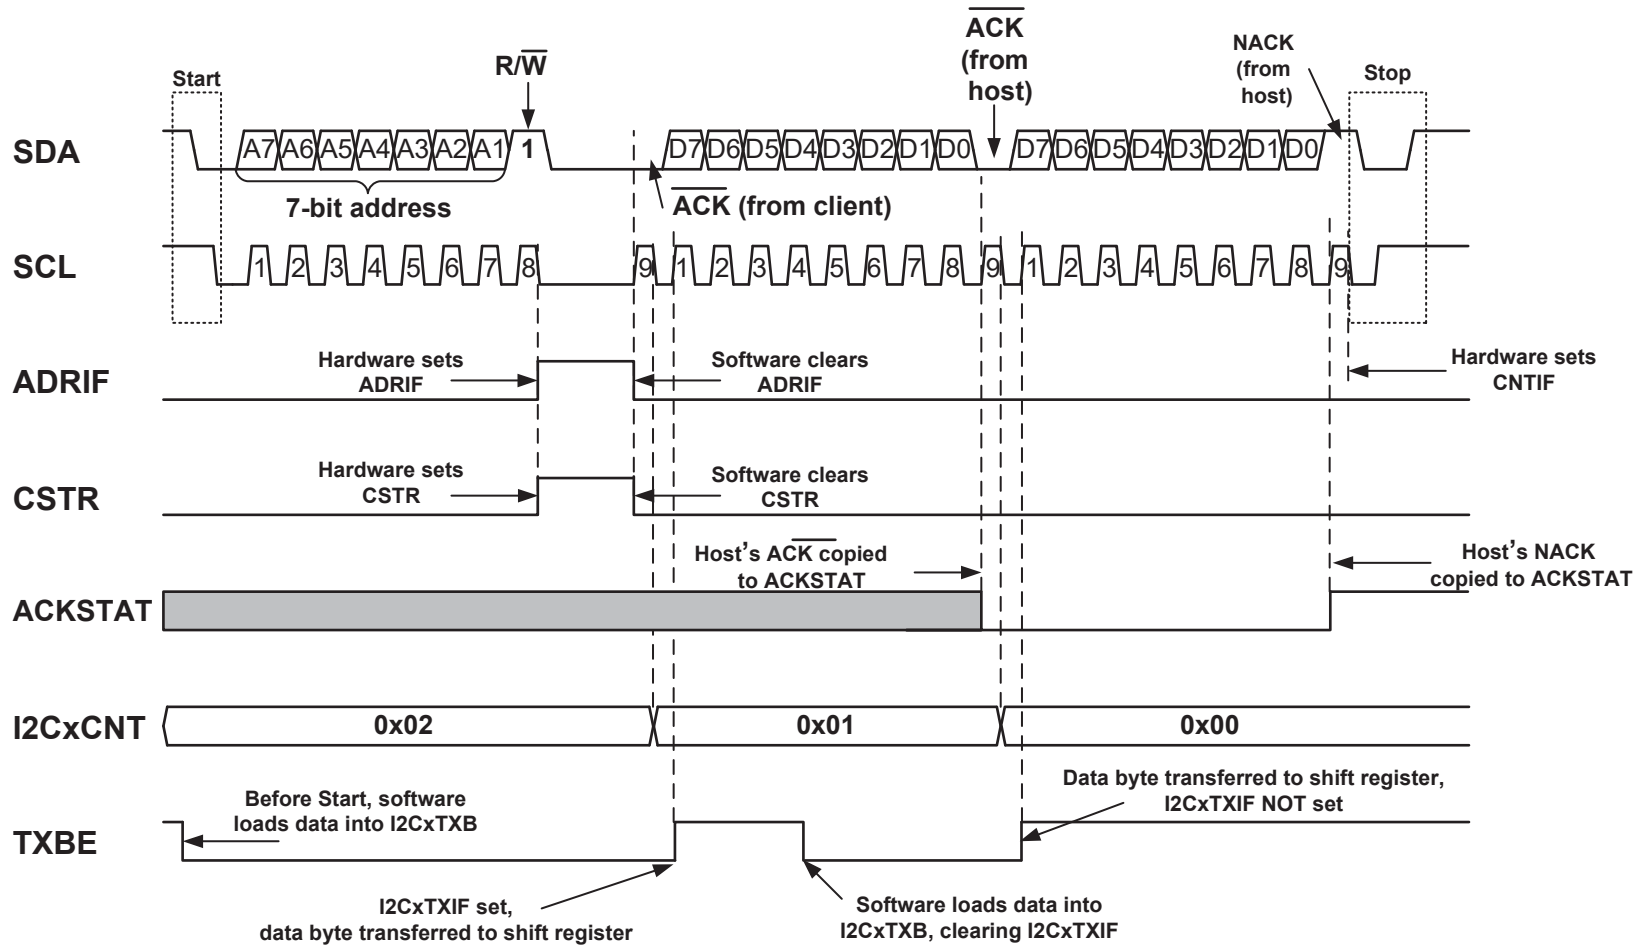 ACK
(from
host)
NACK
(from
host)
R/W
Start
Stop
SDA
A7 A6 A5 A4 A3 A2 A1 1 D7 D6 D5 D4 D3 D2 D1 D0 D7 D6 D5 D4 D3 D2 D1 D0
7-bit address
ACK (from client)
SCL
1 2 3 4 5 6 7 8 9 1 2 3 4 5 6 7 8 9 1 2 3 4 5 6 7 8 9
ADRIF
Hardware sets
ADRIF
Software clears
ADRIF
Hardware sets
CNTIF
CSTR
Hardware sets
CSTR
Software clears
CSTR
Host's ACK copied
to ACKSTAT
Host's NACK
copied to ACKSTAT
ACKSTAT
I2CxCNT
0x02 0x01 0x00
TXBE
Before Start, software
loads data into I2CxTXB
Data byte transferred to shift register,
I2CxTXIF NOT set
I2CxTXIF set,
data byte transferred to shift register
Software loads data into
I2CxTXB, clearing I2CxTXIF